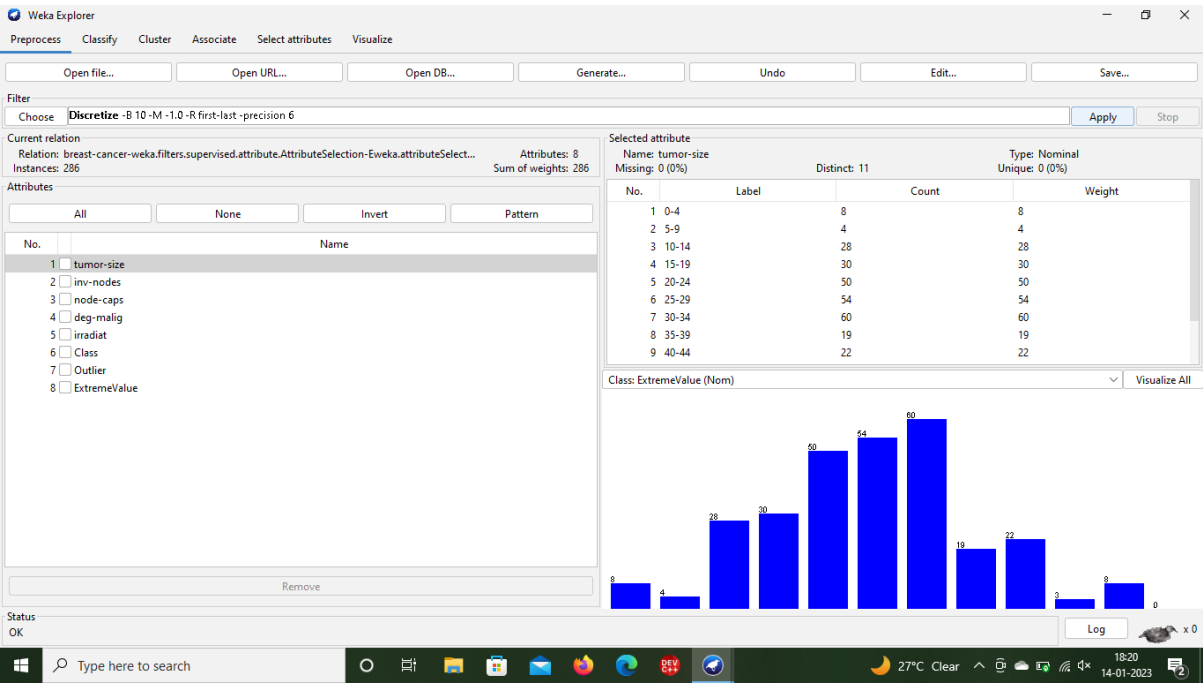 Weka Explorer
Preprocess Classify Cluster Associate Select attributes Visualize
Open file... Open URL... Open DB... Generate... Undo Edit... Save...
Filter
Choose Discretize -B 10 -M -1.0 -R first-last -precision 6 Apply Stop
Current relation
Relation: breast-cancer-weka.filters.supervised.attribute.AttributeSelection-Eweka.attributeSelect... Attributes: 8
Instances: 286 Sum of weights: 286
Attributes
All None Invert Pattern
No. Name
1 tumor-size
2 inv-nodes
3 node-caps
4 deg-malig
5 irradiat
6 Class
7 Outlier
8 ExtremeValue
Remove
Selected attribute
Name: tumor-size Type: Nominal
Missing: 0 (0%) Distinct: 11 Unique: 0 (0%)
No. Label Count Weight
1 0-4 8 8
2 5-9 4 4
3 10-14 28 28
4 15-19 30 30
5 20-24 50 50
6 25-29 54 54
7 30-34 60 60
8 35-39 19 19
9 40-44 22 22
Class: ExtremeValue (Nom) Visualize All
8 4 28 30 50 54 60 19 22 3 8 0
Status
OK
Log x 0
Type here to search
DEV C++
27°C Clear
18:20
14-01-2023
2